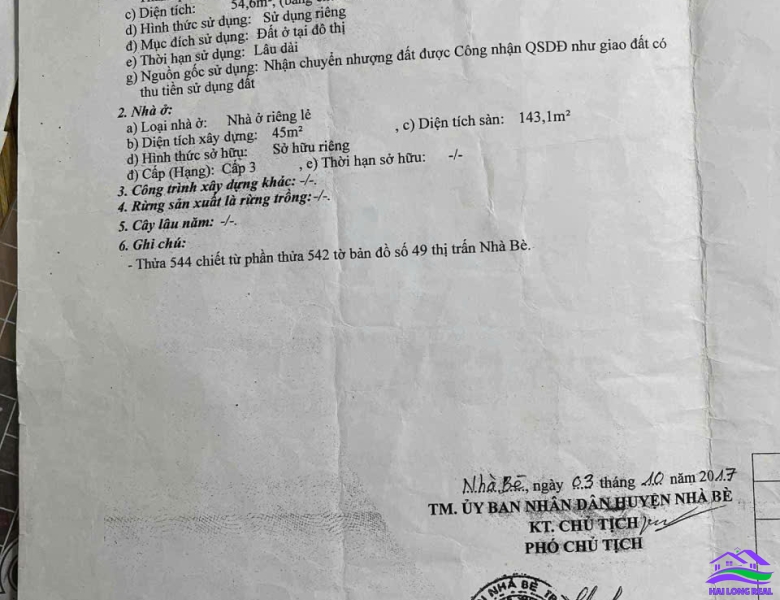 c) Diện tích: 54,6m²,
d) Hình thức sử dụng: Sử dụng riêng
đ) Mục đích sử dụng: Đất ở tại đô thị
e) Thời hạn sử dụng: Lâu dài
g) Nguồn gốc sử dụng: Nhận chuyển nhượng đất được Công nhận QSDĐ như giao đất có
thu tiền sử dụng đất
2. Nhà ở:
a) Loại nhà ở: Nhà ở riêng lẻ
b) Diện tích xây dựng: 45m² , c) Diện tích sàn: 143,1m²
d) Hình thức sở hữu: Sở hữu riêng
đ) Cấp (Hạng): Cấp 3 , e) Thời hạn sở hữu: -/-
3. Công trình xây dựng khác: -/-.
4. Rừng sản xuất là rừng trồng:-/-.
5. Cây lâu năm: -/-.
6. Ghi chú:
- Thửa 544 chiết từ phần thửa 542 tờ bản đồ số 49 thị trấn Nhà Bè.
Nhà Bè, ngày 03 tháng 10 năm 2017
TM. ỦY BAN NHÂN DÂN HUYỆN NHÀ BÈ
KT. CHỦ TỊCH
PHÓ CHỦ TỊCH
NHÀ BÈ
HAI LONG REAL